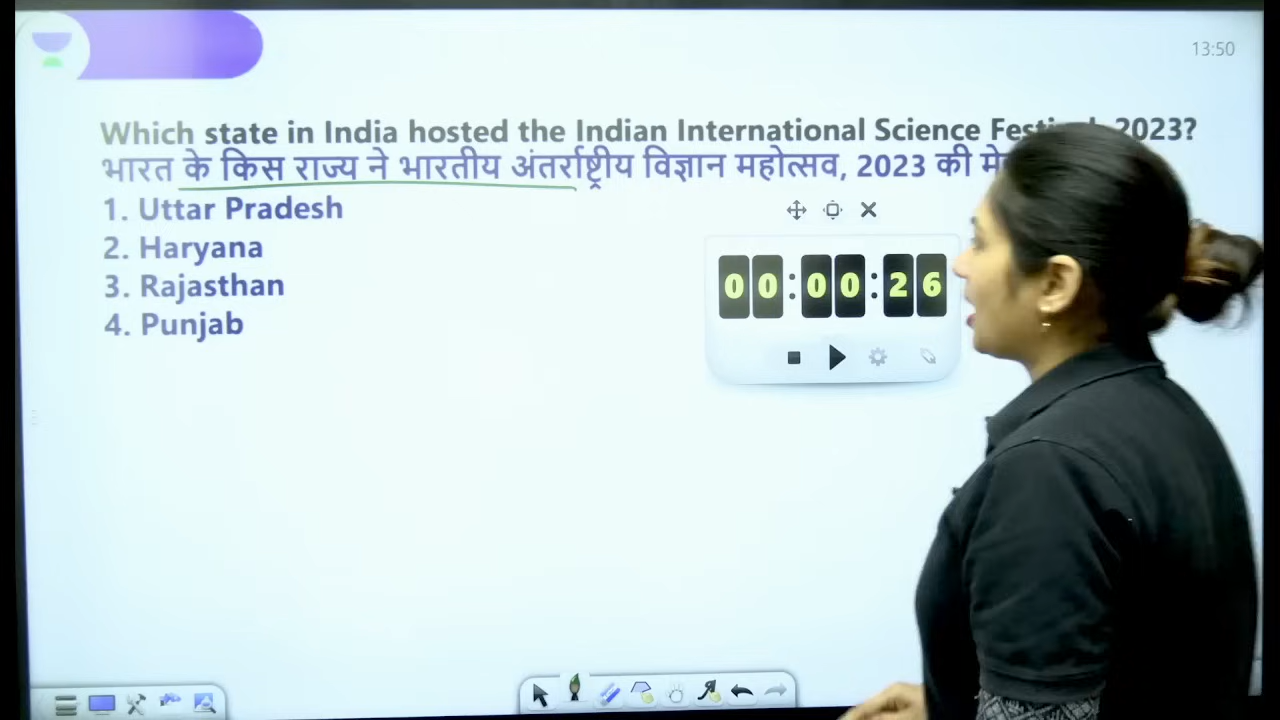 13:50
Which state in India hosted the Indian International Science 2023?
भारत के किस राज्य ने भारतीय अंतर्राष्ट्रीय विज्ञान महोत्सव, 2023 की
1. Uttar Pradesh
2. Haryana
3. Rajasthan
4. Punjab
00:00:26